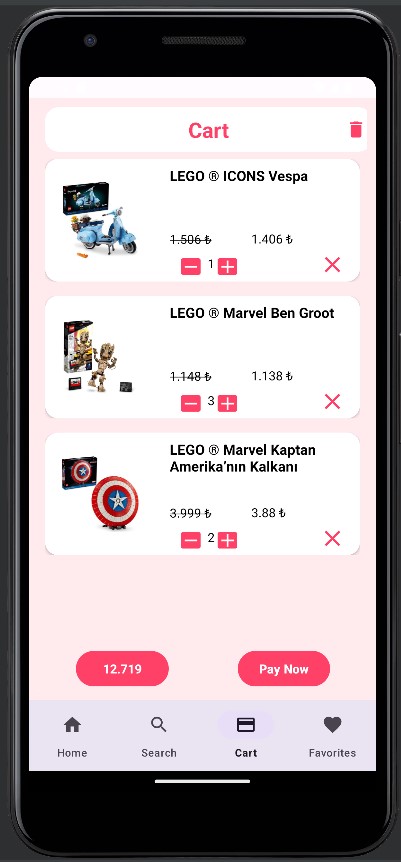 Cart
LEGO ® ICONS Vespa
1.506 ₺ 1.406 ₺
1
LEGO ® Marvel Ben Groot
1.148 ₺ 1.138 ₺
3
LEGO ® Marvel Kaptan
Amerika'nın Kalkanı
3.999 ₺ 3.88 ₺
2
12.719 Pay Now
Home Search Cart Favorites